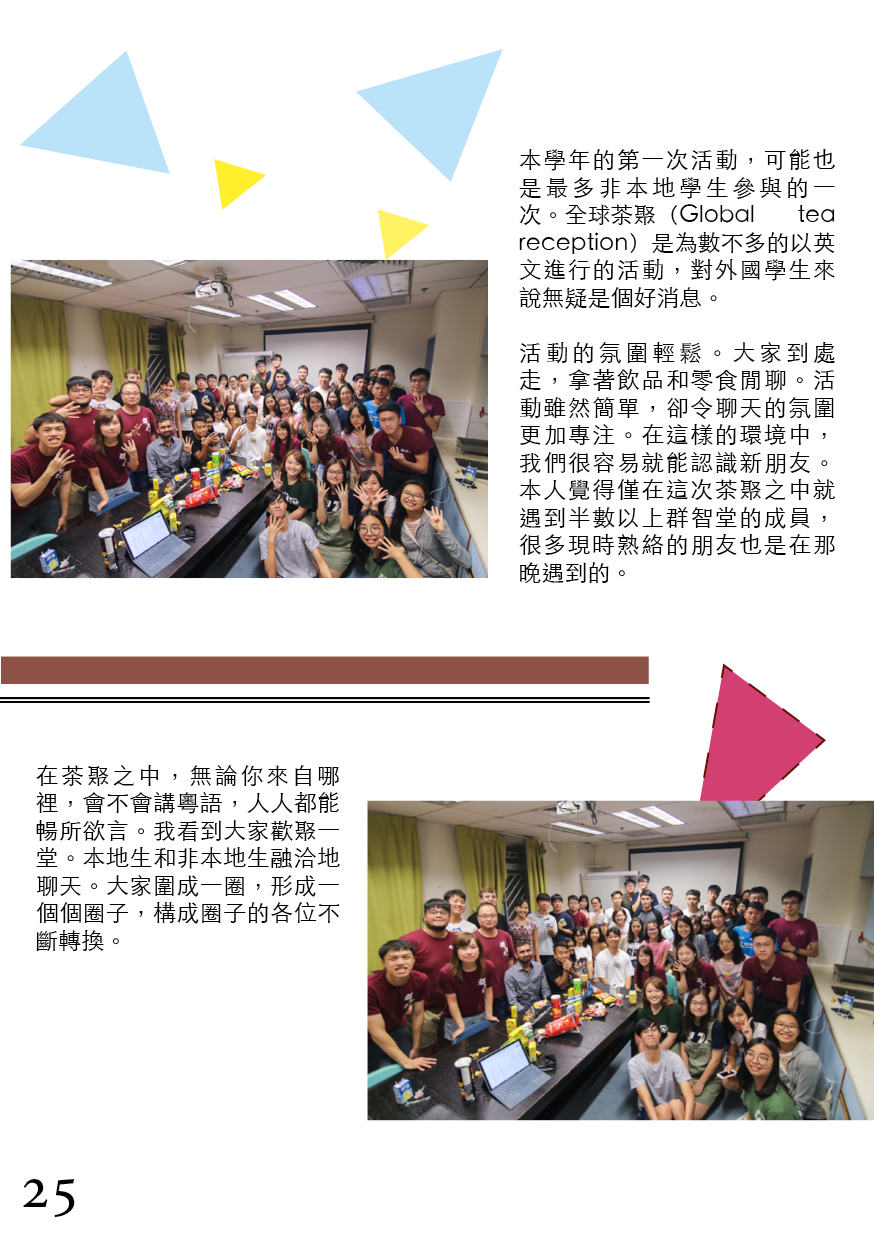 本學年的第一次活動，可能也
是最多非本地學生參與的一
次。全球茶聚（Global tea
reception）是為數不多的以英
文進行的活動，對外國學生來
說無疑是個好消息。
活動的氛圍輕鬆。大家到處
走，拿著飲品和零食閒聊。活
動雖然簡單，卻令聊天的氛圍
更加專注。在這樣的環境中，
我們很容易就能認識新朋友。
本人覺得僅在這次茶聚之中就
遇到半數以上群智堂的成員，
很多現時熟絡的朋友也是在那
晚遇到的。
在茶聚之中，無論你來自哪
裡，會不會講粵語，人人都能
暢所欲言。我看到大家歡聚一
堂。本地生和非本地生融洽地
聊天。大家圍成一圈，形成一
個個圈子，構成圈子的各位不
斷轉換。
25